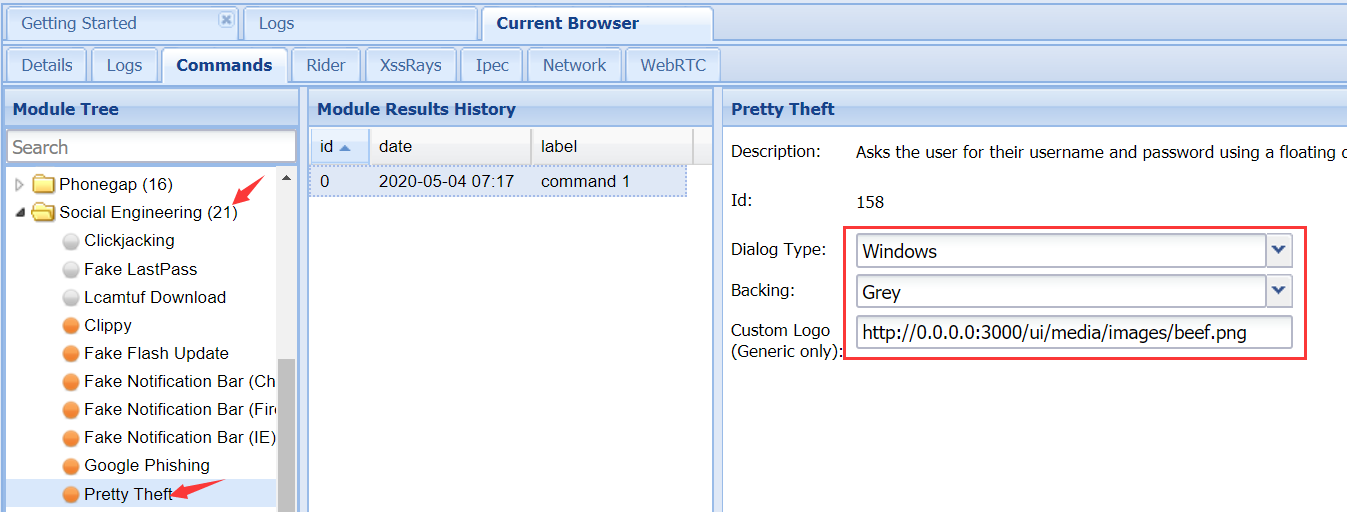 Getting Started
Logs
Current Browser
Details
Logs
Commands
Rider
XssRays
Ipec
Network
WebRTC
Module Tree
Search
Phonegap (16)
Social Engineering (21)
Clickjacking
Fake LastPass
Lcamtuf Download
Clippy
Fake Flash Update
Fake Notification Bar (Ch
Fake Notification Bar (Fire
Fake Notification Bar (IE)
Google Phishing
Pretty Theft
Module Results History
id date label
0 2020-05-04 07:17 command 1
Pretty Theft
Description: Asks the user for their username and password using a floating
Id: 158
Dialog Type: Windows
Backing: Grey
Custom Logo
(Generic only): http://0.0.0.0:3000/ui/media/images/beef.png